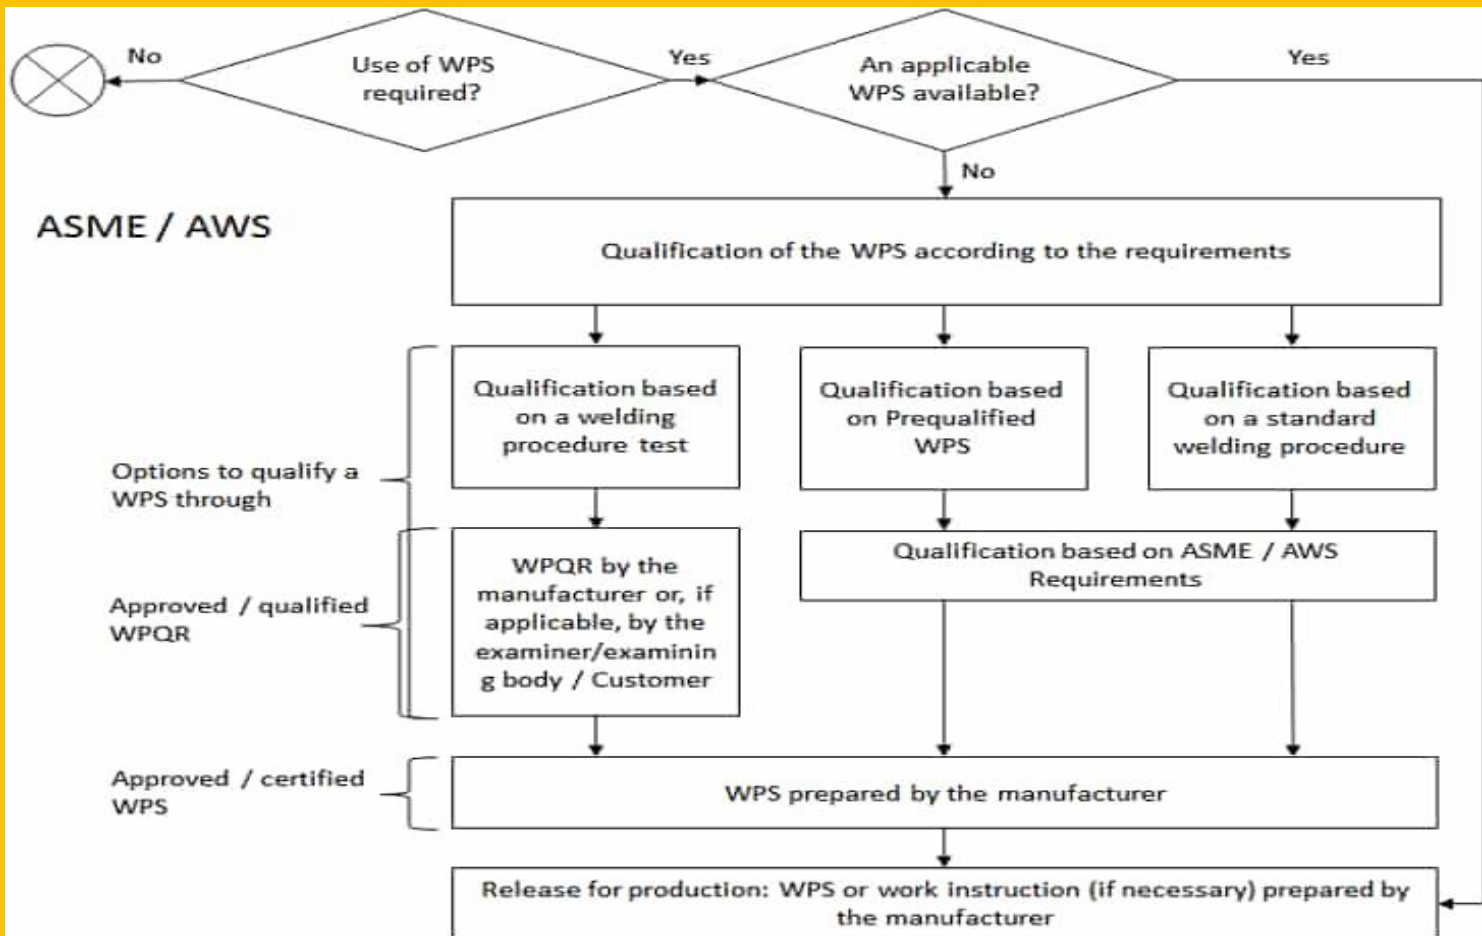 No
Use of WPS
required?
Yes
An applicable
WPS available?
Yes
No
ASME / AWS
Qualification of the WPS according to the requirements
Qualification based
on a welding
procedure test
Qualification based
on Prequalified
WPS
Qualification based
on a standard
welding procedure
Options to qualify a
WPS through
WPQR by the
manufacturer or, if
applicable, by the
examiner/examinin
g body / Customer
Qualification based on ASME / AWS
Requirements
Approved / qualified
WPQR
Approved / certified
WPS
WPS prepared by the manufacturer
Release for production: WPS or work instruction (if necessary) prepared by
the manufacturer